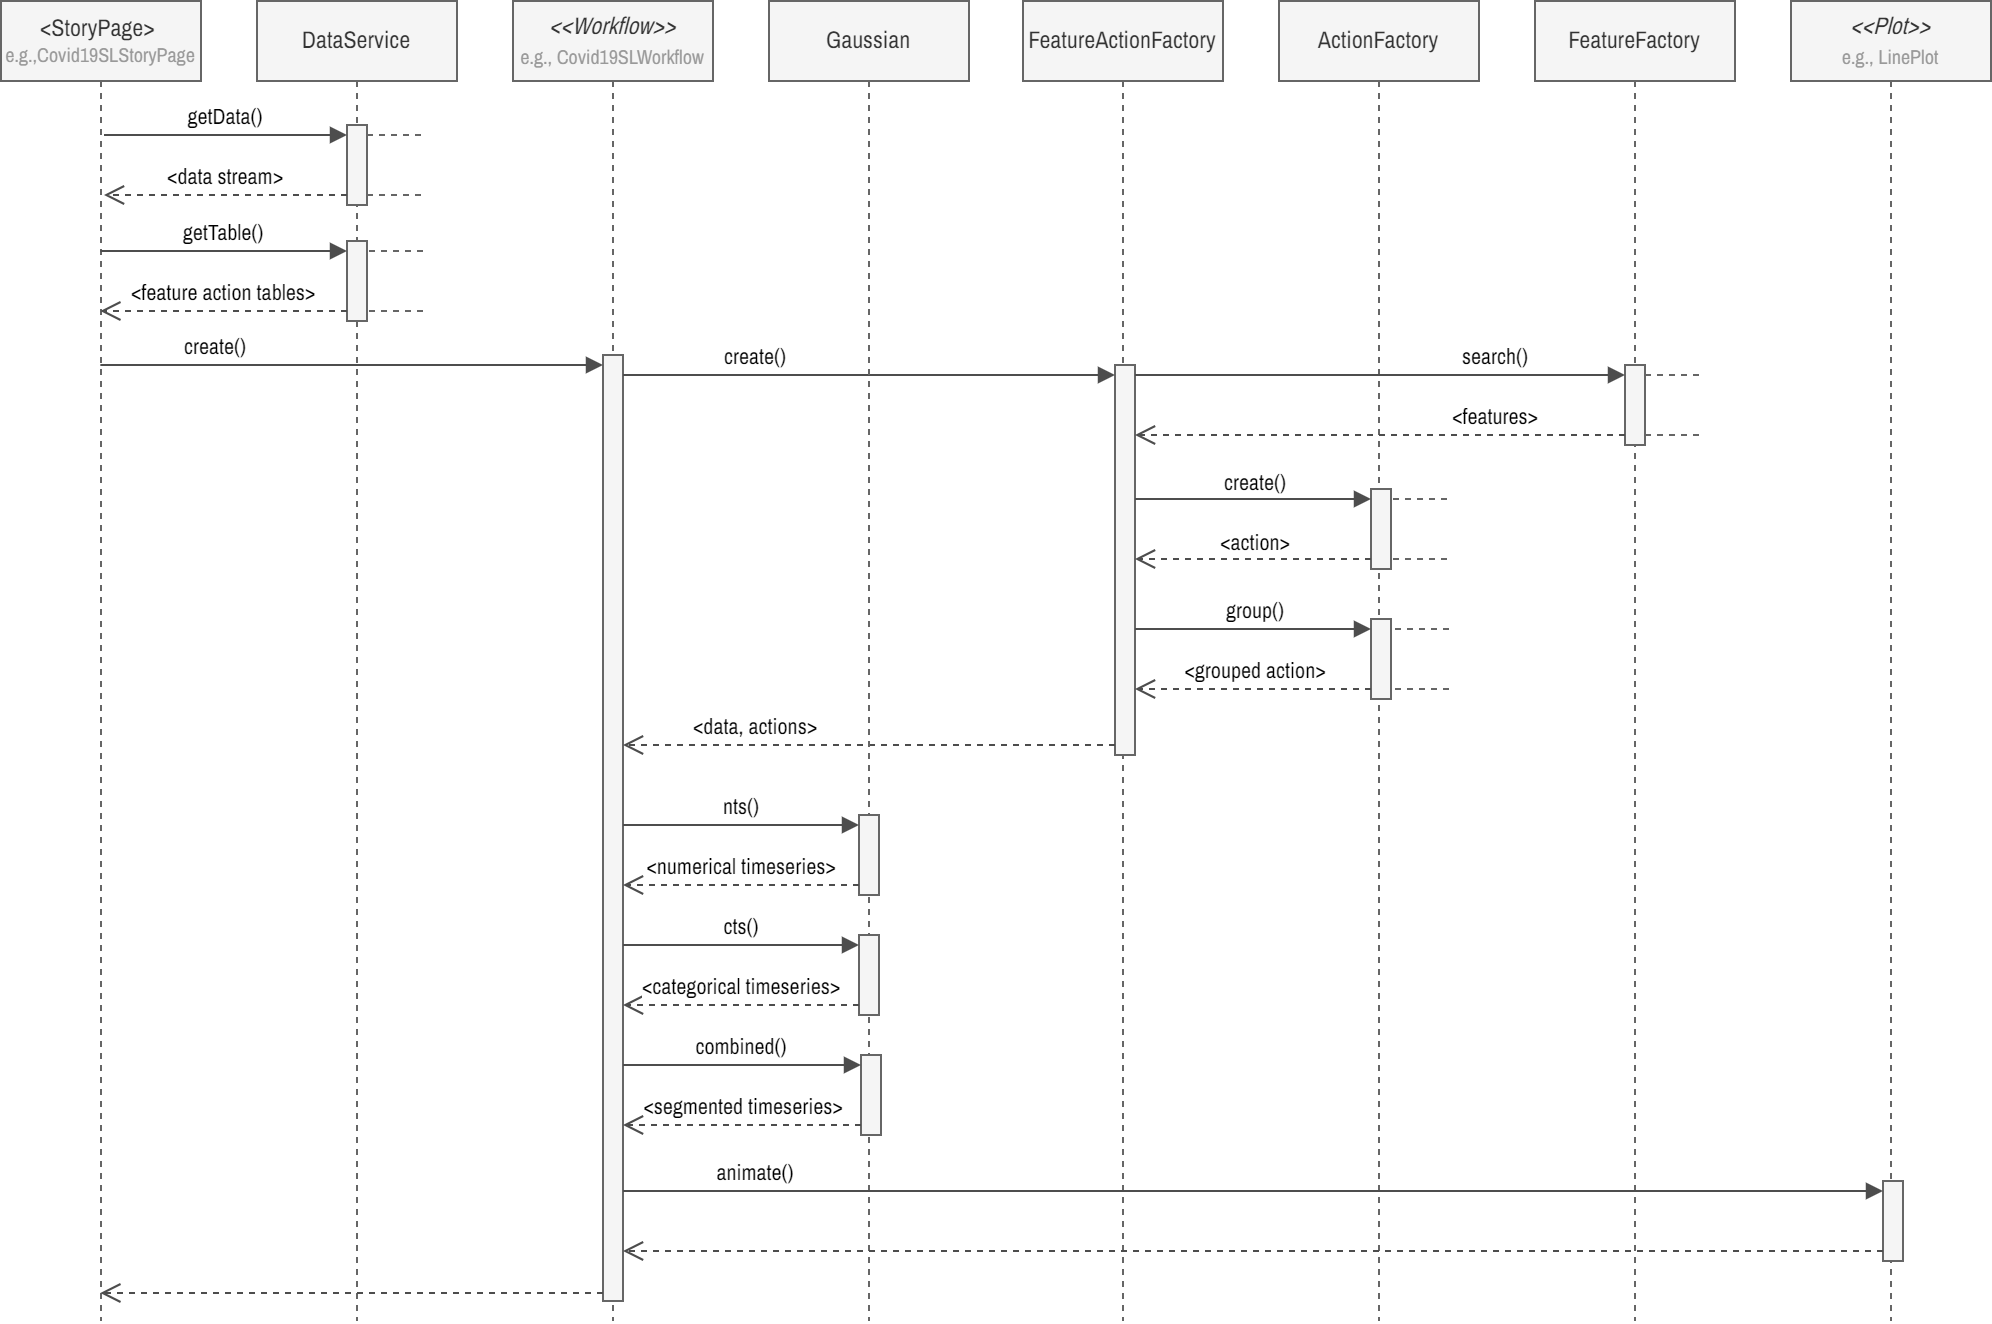 <StoryPage>
e.g.,Covid19SLStoryPage
DataService
<<Workflow>>
e.g., Covid19SLWorkflow
Gaussian
FeatureActionFactory
ActionFactory
FeatureFactory
<<Plot>>
e.g., LinePlot
getData()
<data stream>
getTable()
<feature action tables>
create()
create()
search()
<features>
create()
<action>
group()
<grouped action>
<data, actions>
nts()
<numerical timeseries>
cts()
<categorical timeseries>
combined()
<segmented timeseries>
animate()